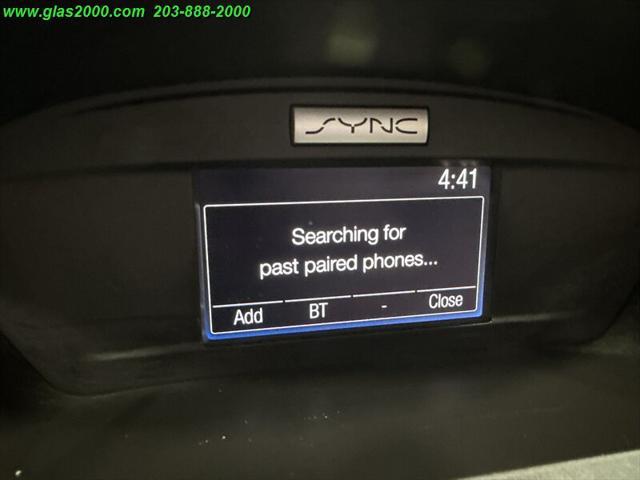 www.glas2000.com 203-888-2000
SYNC
4:41
Searching for
past paired phones...
Add BT - Close